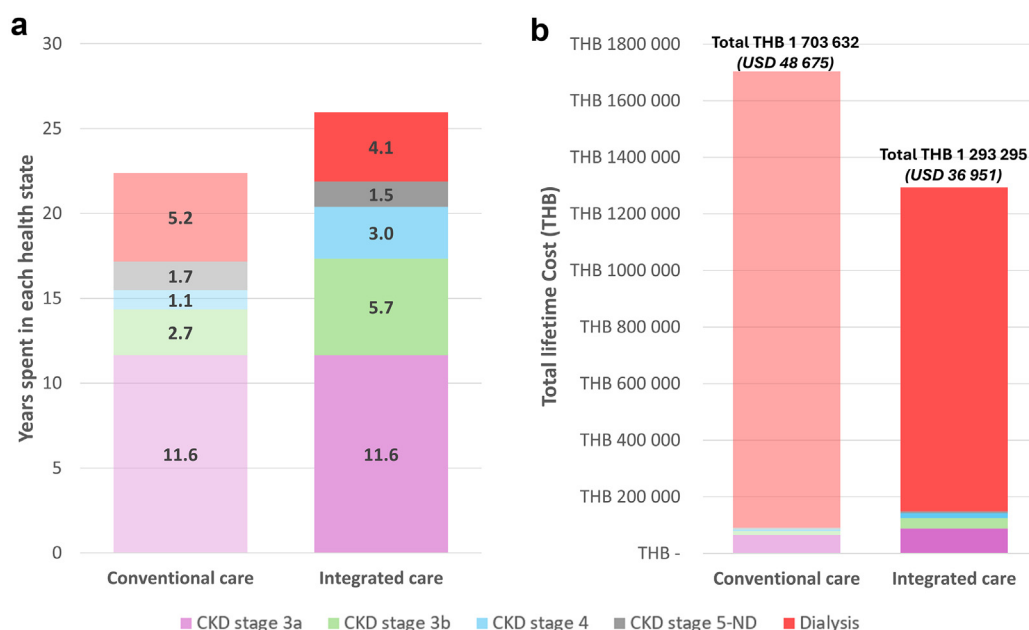 a
Years spent in each health state
30
25
20
15
10
5
0
5.2
1.7
1.1
2.7
11.6
4.1
1.5
3.0
5.7
11.6
Conventional care
Integrated care
b
Total lifetime Cost (THB)
THB 1800 000
THB 1600 000
THB 1400 000
THB 1200 000
THB 1000 000
THB 800 000
THB 600 000
THB 400 000
THB 200 000
THB -
Total THB 1 703 632
(USD 48 675)
Total THB 1 293 295
(USD 36 951)
Conventional care
Integrated care
CKD stage 3a
CKD stage 3b
CKD stage 4
CKD stage 5-ND
Dialysis